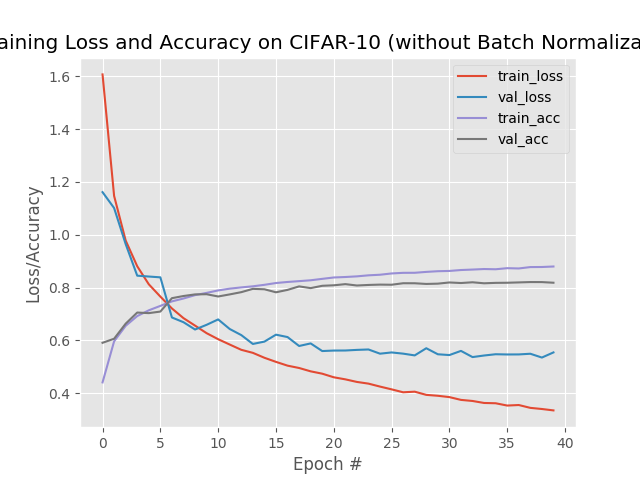 aining Loss and Accuracy on CIFAR-10 (without Batch Normaliza
train_loss
val_loss
train_acc
val_acc
1.6
1.4
1.2
1.0
0.8
0.6
0.4
Loss/Accuracy
0 5 10 15 20 25 30 35 40
Epoch #